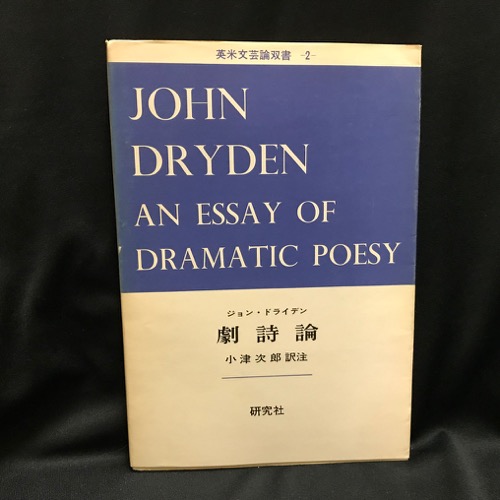 英米文芸論双書 -2-
JOHN
DRYDEN
AN ESSAY OF
DRAMATIC POESY
ジョン・ドライデン
劇詩論
小津次郎訳注
研究社